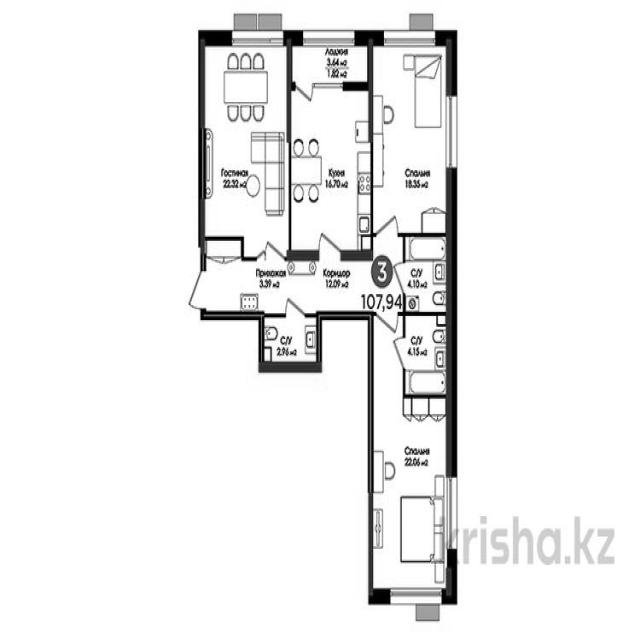 Лоджия
3.64 м2
1.82 м2
Гостиная
22.32 м2
Кухня
16.70 м2
Спальня
18.35 м2
Прихожая
3.39 м2
Коридор
12.09 м2
3
107,94
С/У
4.10 м2
С/У
2.96 м2
С/У
4.15 м2
Спальня
22.06 м2
krisha.kz